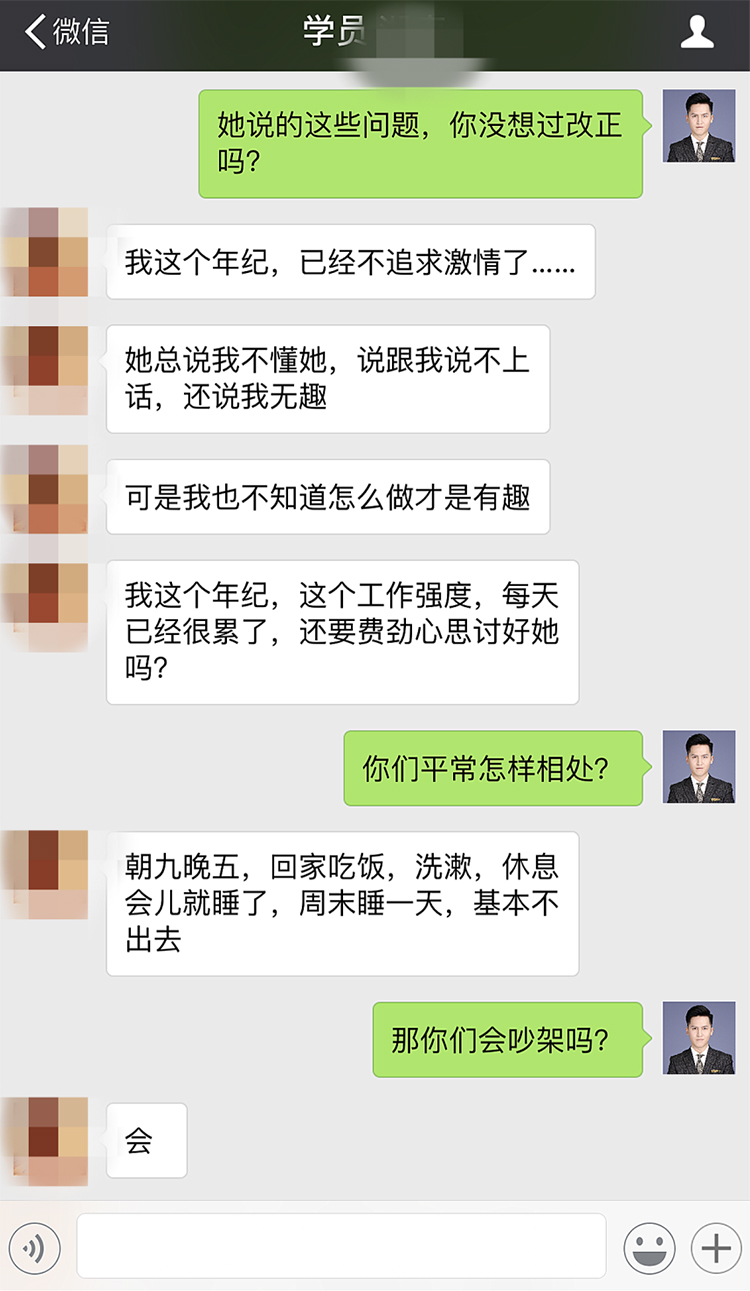 微信
学员
她说的这些问题，你没想过改正
吗？
我这个年纪，已经不追求激情了……
她总说我不懂她，说跟我说不上
话，还说我无趣
可是我也不知道怎么做才是有趣
我这个年纪，这个工作强度，每天
已经很累了，还要费劲心思讨好她
吗？
你们平常怎样相处？
朝九晚五，回家吃饭，洗漱，休息
会儿就睡了，周末睡一天，基本不
出去
那你们会吵架吗？
会